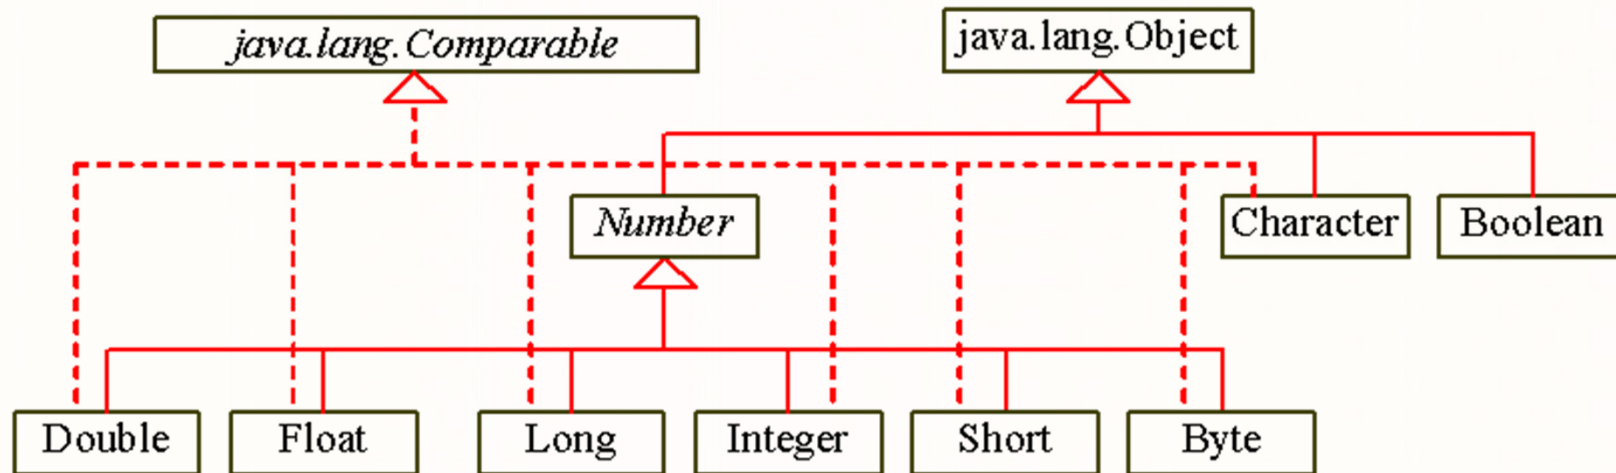 java.lang.Comparable
java.lang.Object
Number
Character
Boolean
Double
Float
Long
Integer
Short
Byte